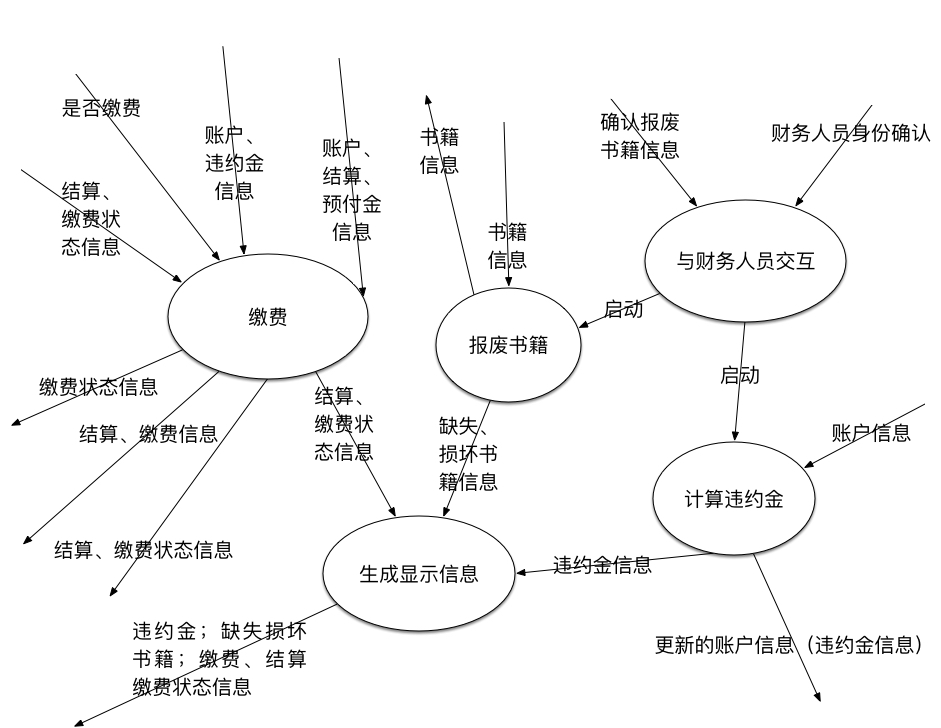 是否缴费
账户、
违约金
信息
账户、
结算、
预付金
信息
书籍
信息
确认报废
书籍信息
财务人员身份确认
结算、
缴费状
态信息
书籍
信息
与财务人员交互
缴费
启动
报废书籍
启动
缴费状态信息
结算、缴费信息
结算、
缴费状
态信息
缺失、
损坏书
籍信息
账户信息
计算违约金
结算、缴费状态信息
生成显示信息
违约金信息
违约金；缺失损坏
书籍；缴费、结算
缴费状态信息
更新的账户信息（违约金信息）